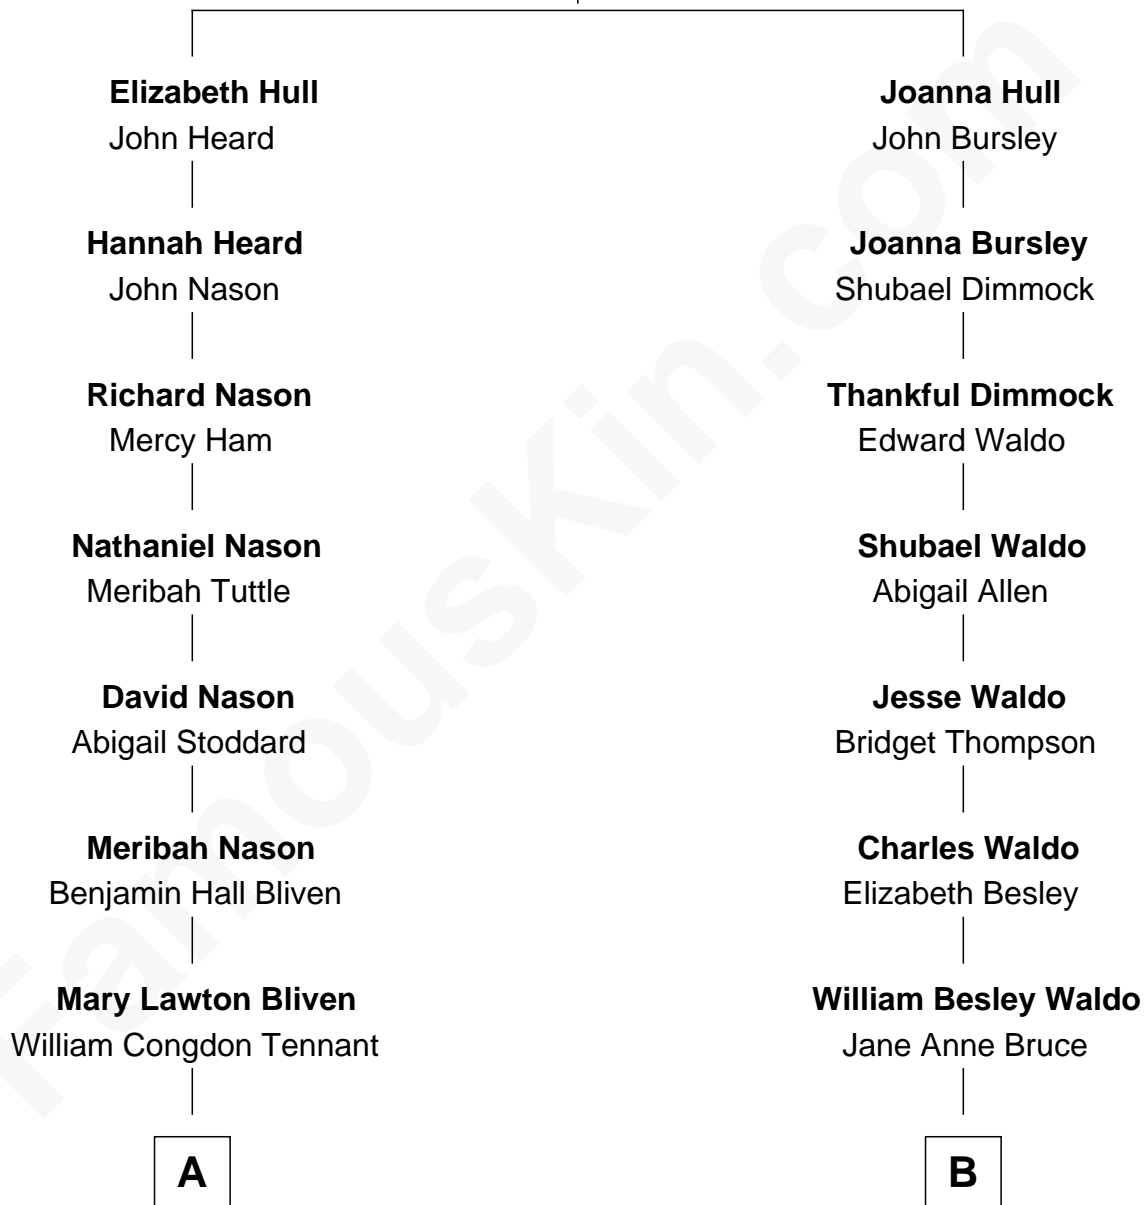 Elizabeth Hull
John Heard
Hannah Heard
John Nason
Richard Nason
Mercy Ham
Nathaniel Nason
Meribah Tuttle
David Nason
Abigail Stoddard
Meribah Nason
Benjamin Hall Bliven
Mary Lawton Bliven
William Congdon Tennant
A
Joanna Hull
John Bursley
Joanna Bursley
Shubael Dimmock
Thankful Dimmock
Edward Waldo
Shubael Waldo
Abigail Allen
Jesse Waldo
Bridget Thompson
Charles Waldo
Elizabeth Besley
William Besley Waldo
Jane Anne Bruce
B
FamousKin.com